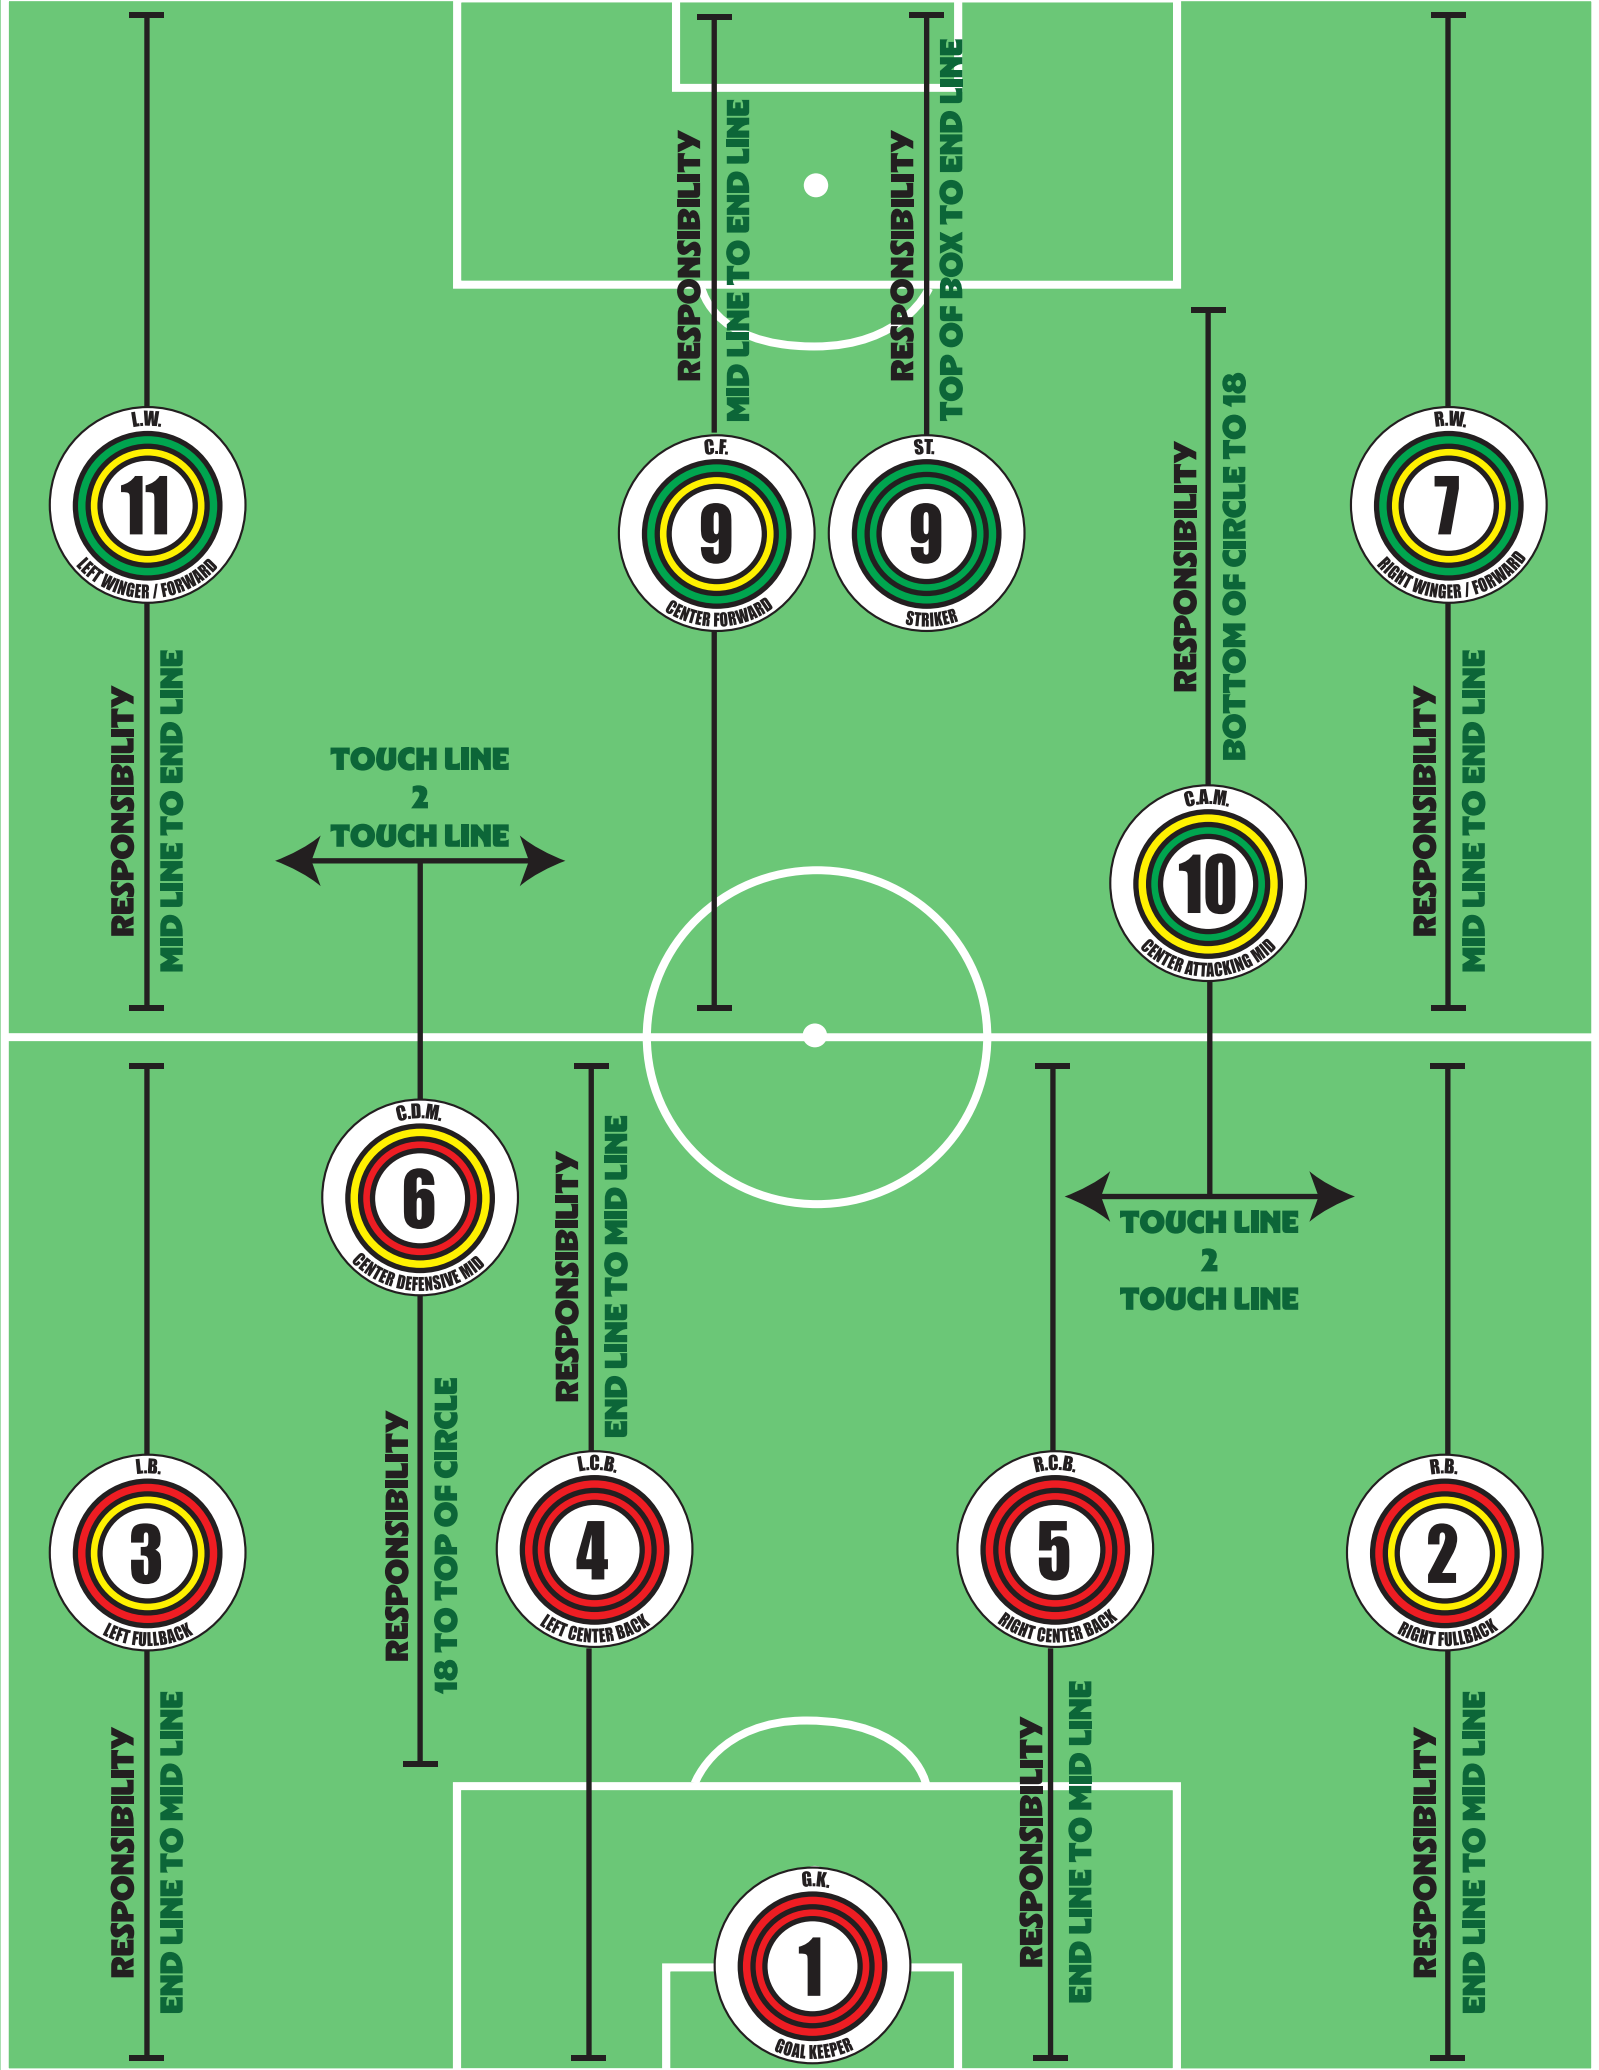 RESPONSIBILITY
MID LINE TO END LINE
RESPONSIBILITY
TOP OF BOX TO END LINE
L.W.
11
LEFT WINGER / FORWARD
C.F.
9
CENTER FORWARD
ST.
9
STRIKER
R.W.
7
RIGHT WINGER / FORWARD
RESPONSIBILITY
BOTTOM OF CIRCLE TO 18
RESPONSIBILITY
MID LINE TO END LINE
TOUCH LINE
2
TOUCH LINE
RESPONSIBILITY
MID LINE TO END LINE
C.A.M.
10
CENTER ATTACKING MID
C.D.M.
6
CENTER DEFENSIVE MID
RESPONSIBILITY
END LINE TO MID LINE
TOUCH LINE
2
TOUCH LINE
RESPONSIBILITY
18 TO TOP OF CIRCLE
L.B.
3
LEFT FULLBACK
L.C.B.
4
LEFT CENTER BACK
R.C.B.
5
RIGHT CENTER BACK
R.B.
2
RIGHT FULLBACK
RESPONSIBILITY
END LINE TO MID LINE
RESPONSIBILITY
END LINE TO MID LINE
RESPONSIBILITY
END LINE TO MID LINE
G.K.
1
GOAL KEEPER